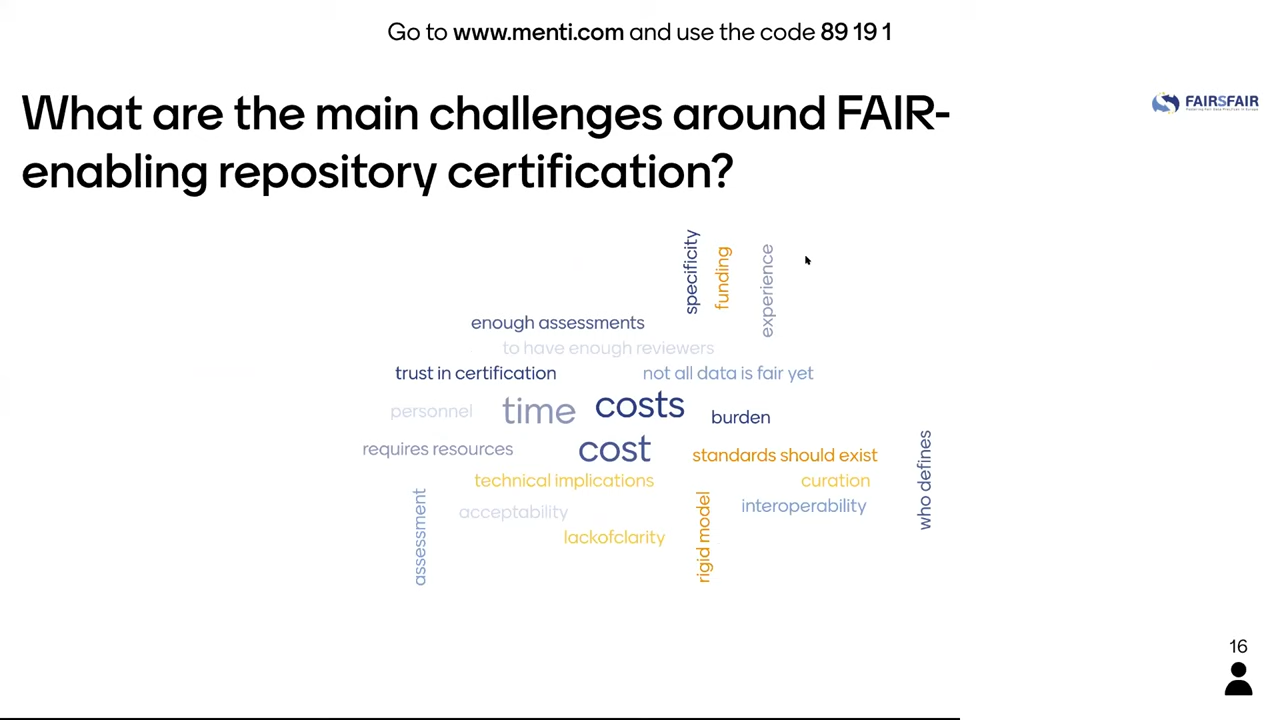 Go to www.menti.com and use the code 89 19 1
What are the main challenges around FAIR-
enabling repository certification?
FAIRSFAIR
specificity
funding
experience
enough assessments
to have enough reviewers
trust in certification
not all data is fair yet
personnel
time
costs
burden
requires resources
cost
standards should exist
who defines
technical implications
curation
assessment
acceptability
rigid model
interoperability
lackofclarity
16